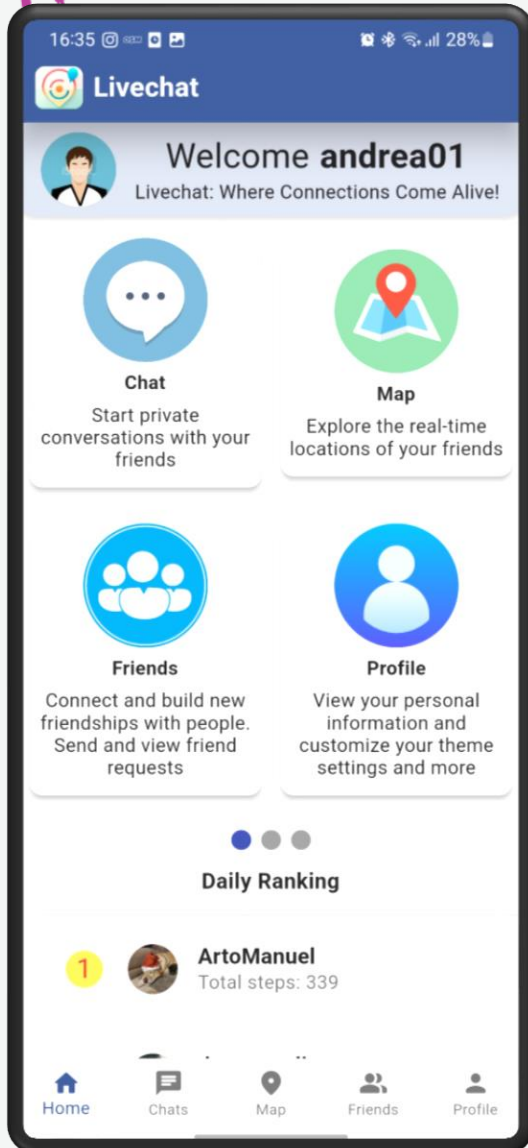 16:35
28%
Livechat
Welcome andrea01
Livechat: Where Connections Come Alive!
Chat
Start private
conversations with your
friends
Map
Explore the real-time
locations of your friends
Friends
Connect and build new
friendships with people.
Send and view friend
requests
Profile
View your personal
information and
customize your theme
settings and more
Daily Ranking
1
ArtoManuel
Total steps: 339
Home
Chats
Map
Friends
Profile